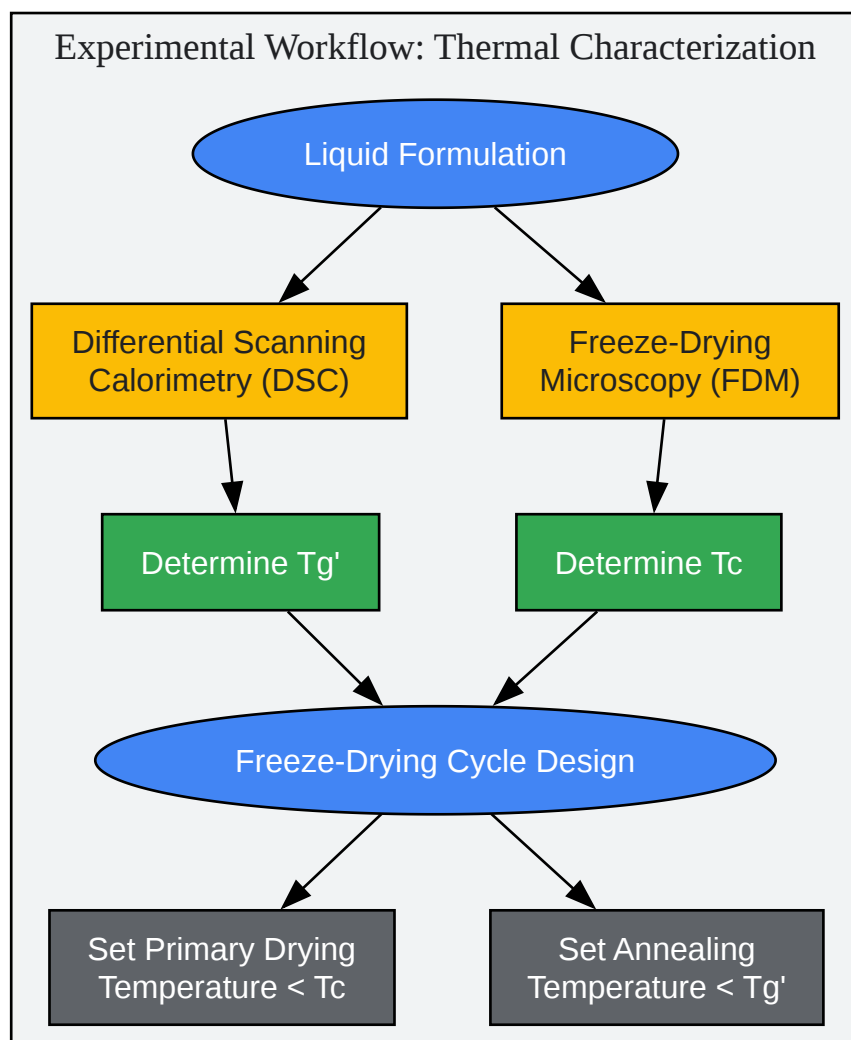 Experimental Workflow: Thermal Characterization
Liquid Formulation
Differential Scanning
Calorimetry (DSC)
Freeze-Drying
Microscopy (FDM)
Determine Tg'
Determine Tc
Freeze-Drying Cycle Design
Set Primary Drying
Temperature < Tc
Set Annealing
Temperature < Tg'